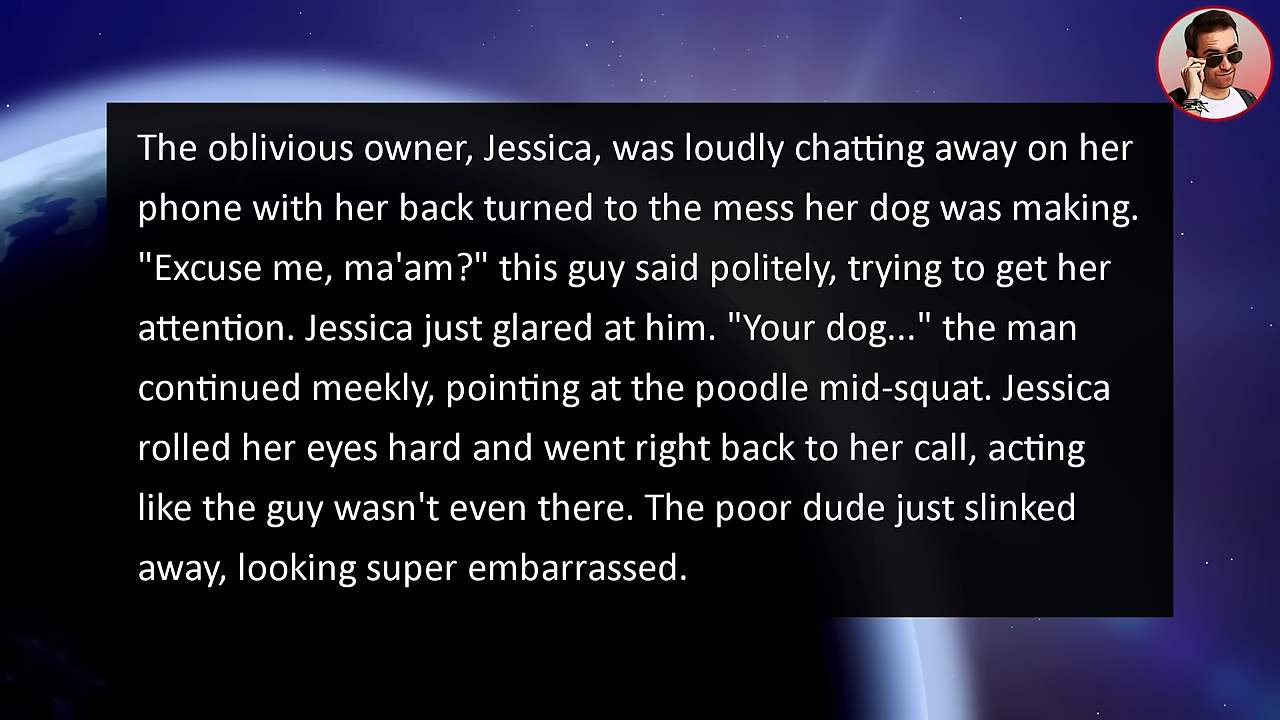 The oblivious owner, Jessica, was loudly chatting away on her
phone with her back turned to the mess her dog was making.
"Excuse me, ma'am?" this guy said politely, trying to get her
attention. Jessica just glared at him. "Your dog..." the man
continued meekly, pointing at the poodle mid-squat. Jessica
rolled her eyes hard and went right back to her call, acting
like the guy wasn't even there. The poor dude just slinked
away, looking super embarrassed.